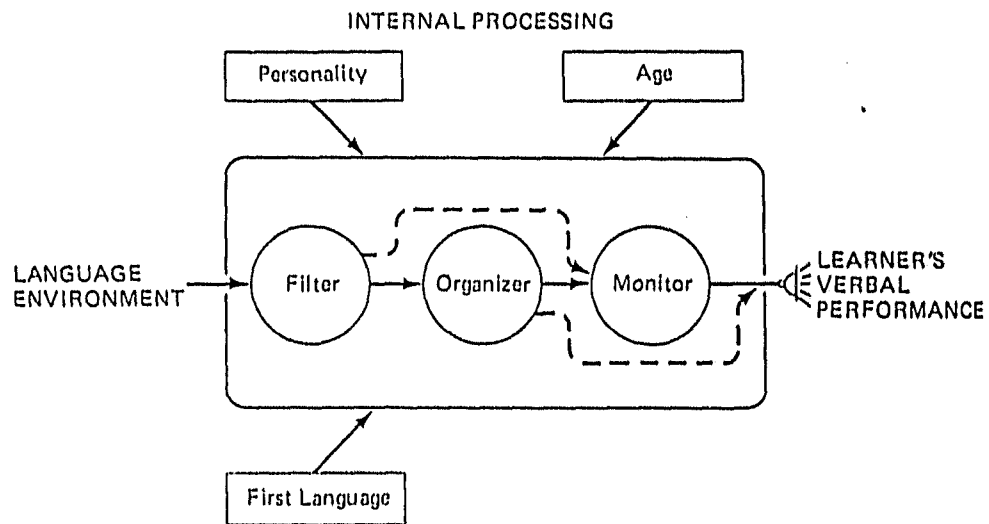 INTERNAL PROCESSING
Personality
Age
LANGUAGE
ENVIRONMENT
Filter
Organizer
Monitor
LEARNER'S
VERBAL
PERFORMANCE
First Language